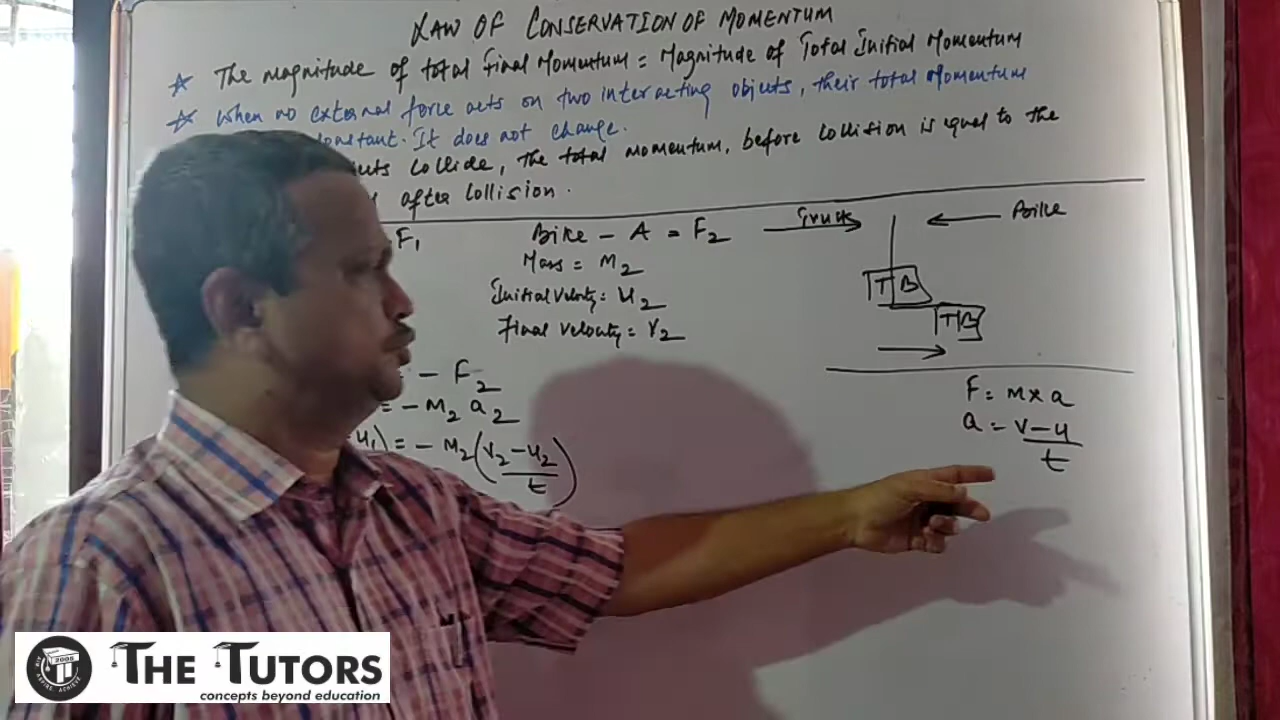 LAW OF CONSERVATION OF MOMENTUM
☆ The magnitude of total Final Momentum = Magnitude of Total Initial Momentum
☆ When no external force acts on two interacting objects, their total Momentum
constant. It does not change.
collide, the total momentum, before collision is equal to the
after collision.
F₁
Bike - A = F₂
Mass = M₂
Initial Velocity = u₂
Final Velocity = V₂
Truck
Bike
T B
T B
= - F₂
= - M₂ a₂
u₁) = - M₂ (V₂ - u₂
t)
F = m x a
a = v - u
t
THE TUTORS
concepts beyond education
2005